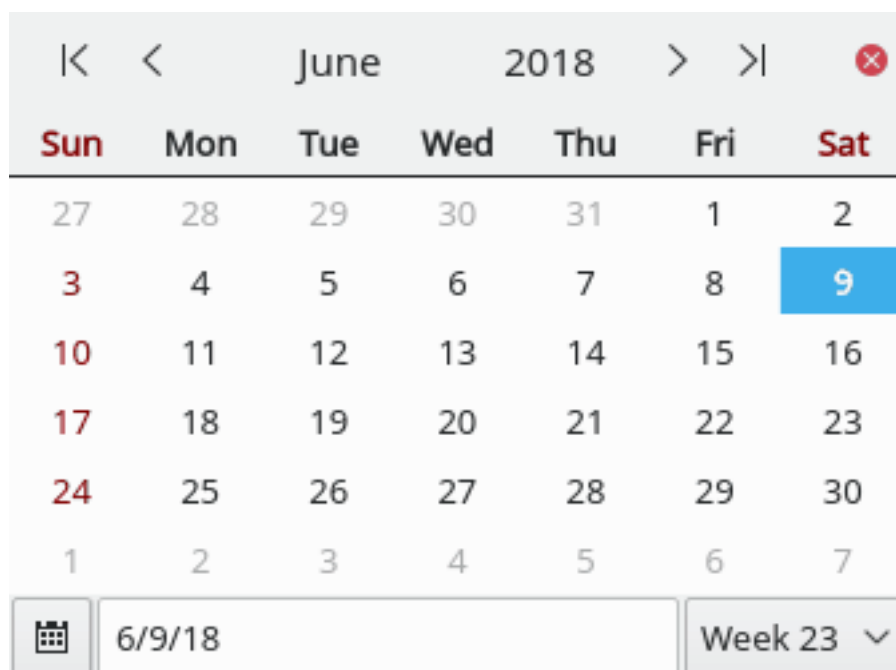 June 2018
Sun Mon Tue Wed Thu Fri Sat
27 28 29 30 31 1 2
3 4 5 6 7 8 9
10 11 12 13 14 15 16
17 18 19 20 21 22 23
24 25 26 27 28 29 30
1 2 3 4 5 6 7
6/9/18 Week 23